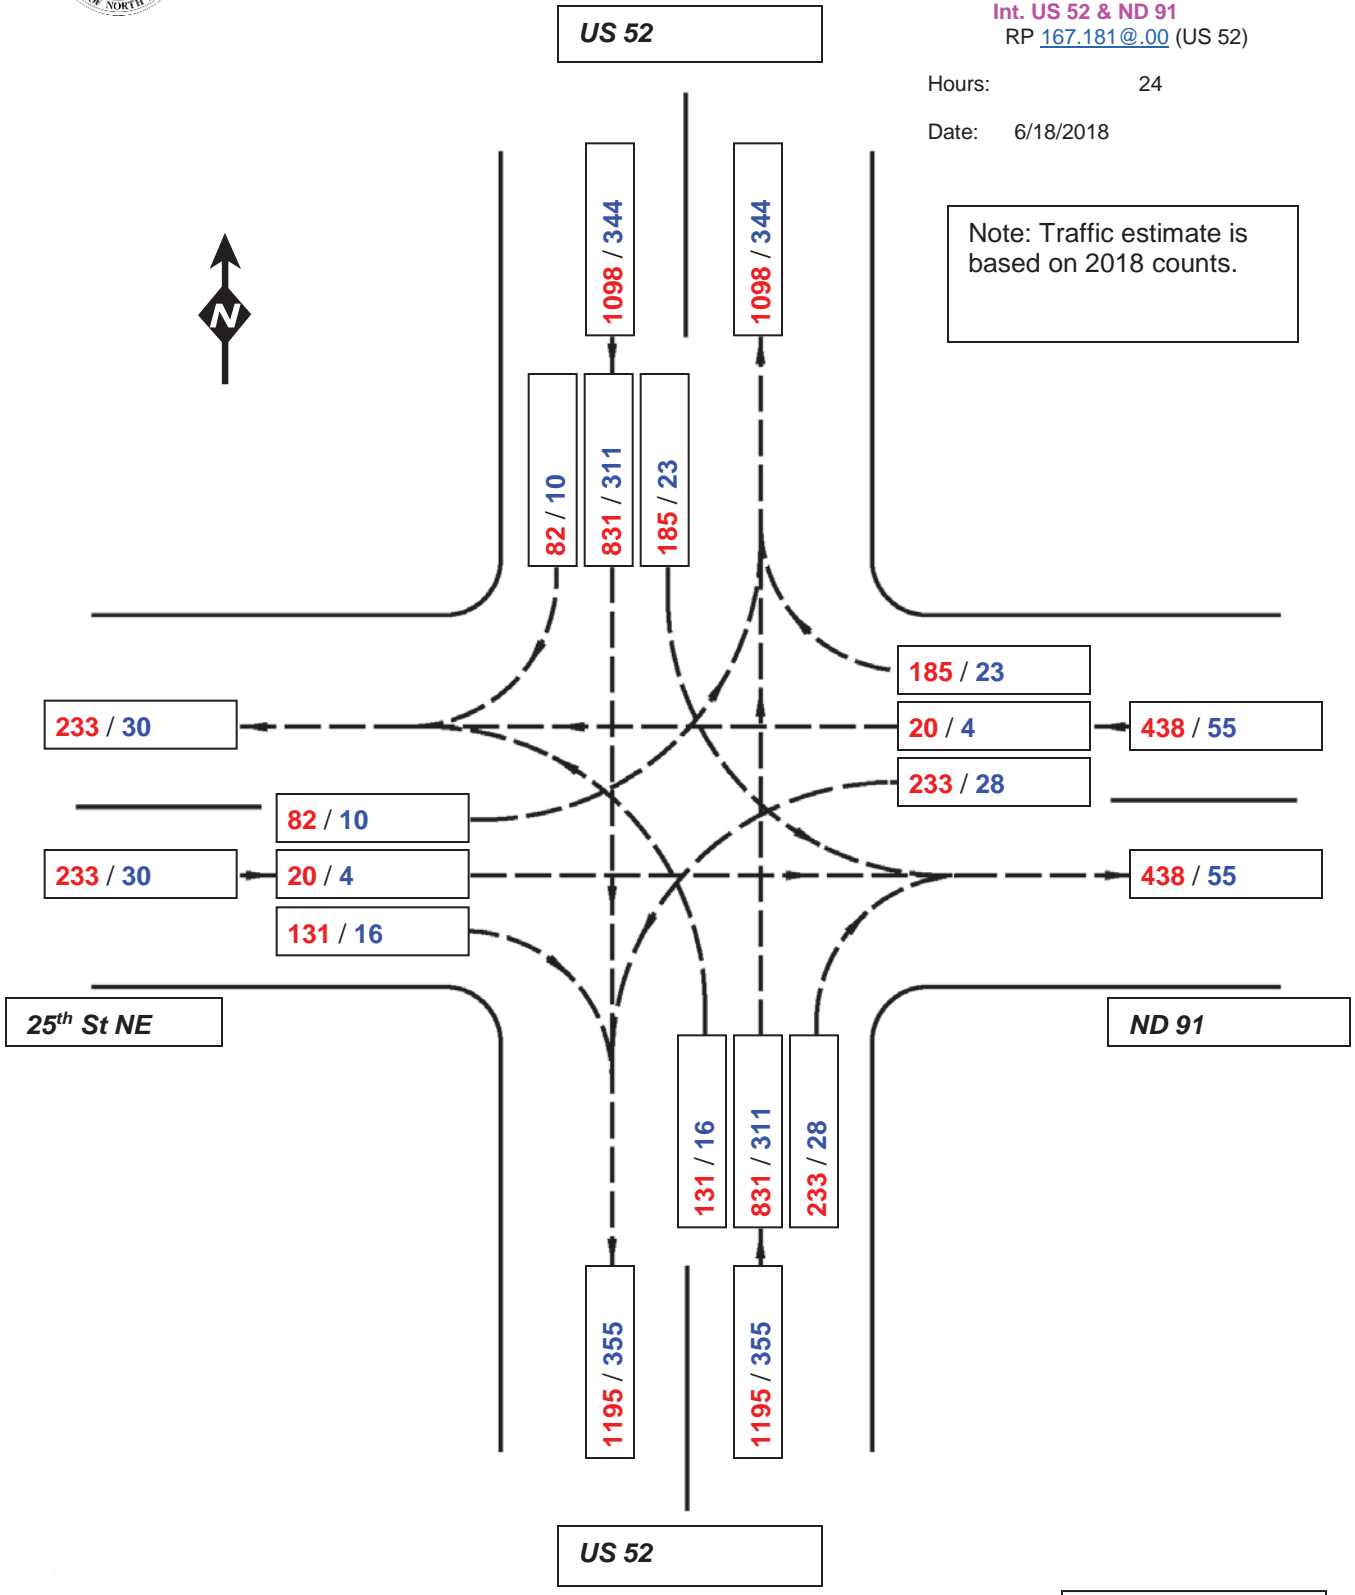 OF NORTH
US 52
Int. US 52 & ND 91
RP 167.181@.00 (US 52)
Hours: 24
Date: 6/18/2018
Note: Traffic estimate is
based on 2018 counts.
1098 / 344
1098 / 344
N
82 / 10
831 / 311
185 / 23
185 / 23
233 / 30
20 / 4
438 / 55
233 / 28
82 / 10
233 / 30
20 / 4
438 / 55
131 / 16
25th St NE
ND 91
131 / 16
831 / 311
233 / 28
1195 / 355
1195 / 355
US 52